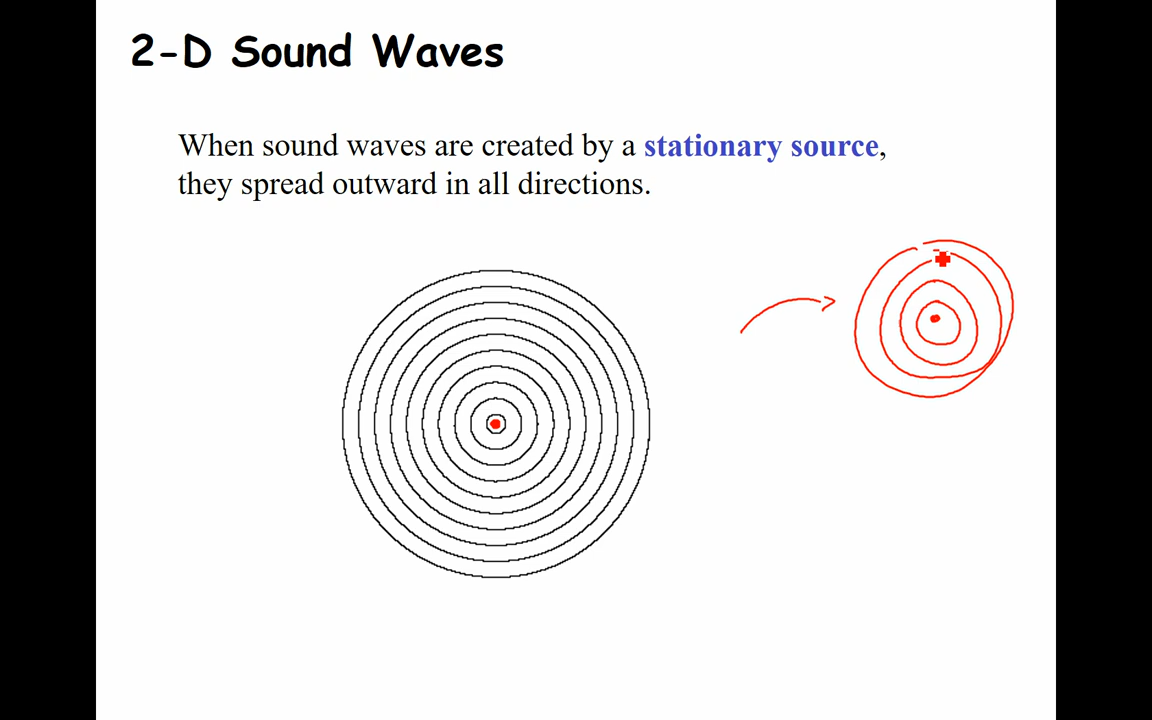 2-D Sound Waves
When sound waves are created by a stationary source,
they spread outward in all directions.